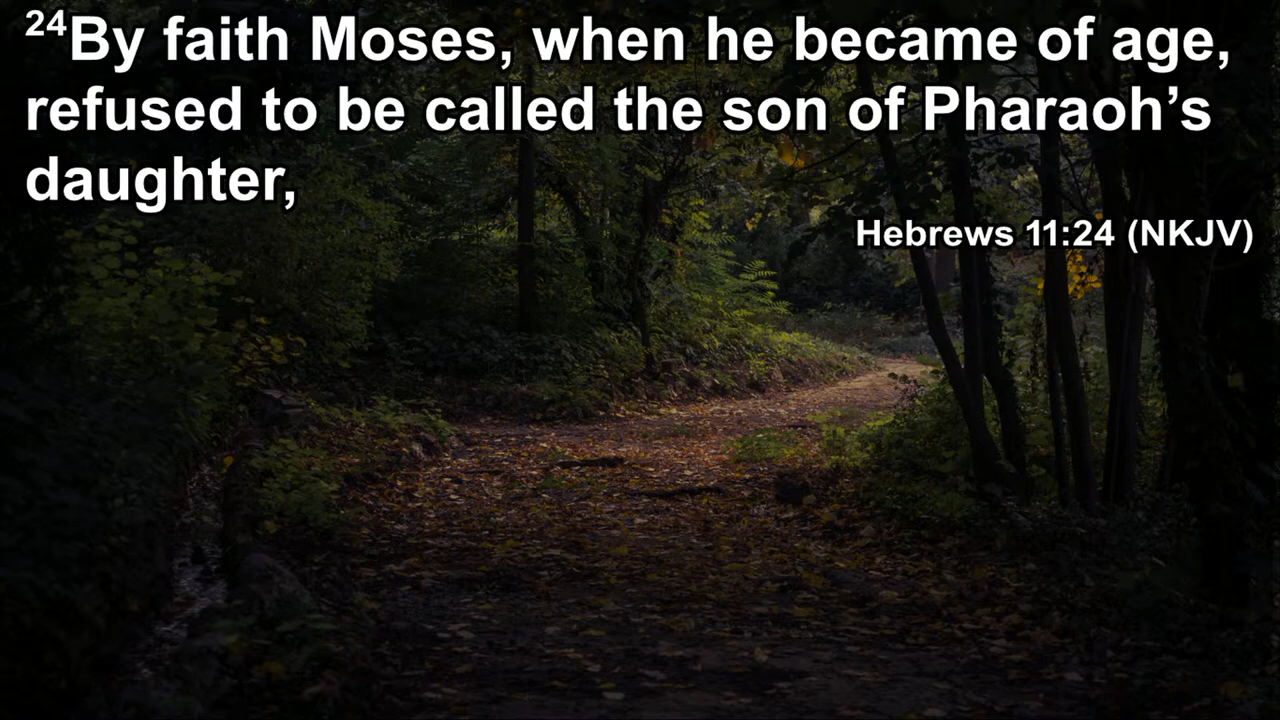 24By faith Moses, when he became of age,
refused to be called the son of Pharaoh’s
daughter,
Hebrews 11:24 (NKJV)